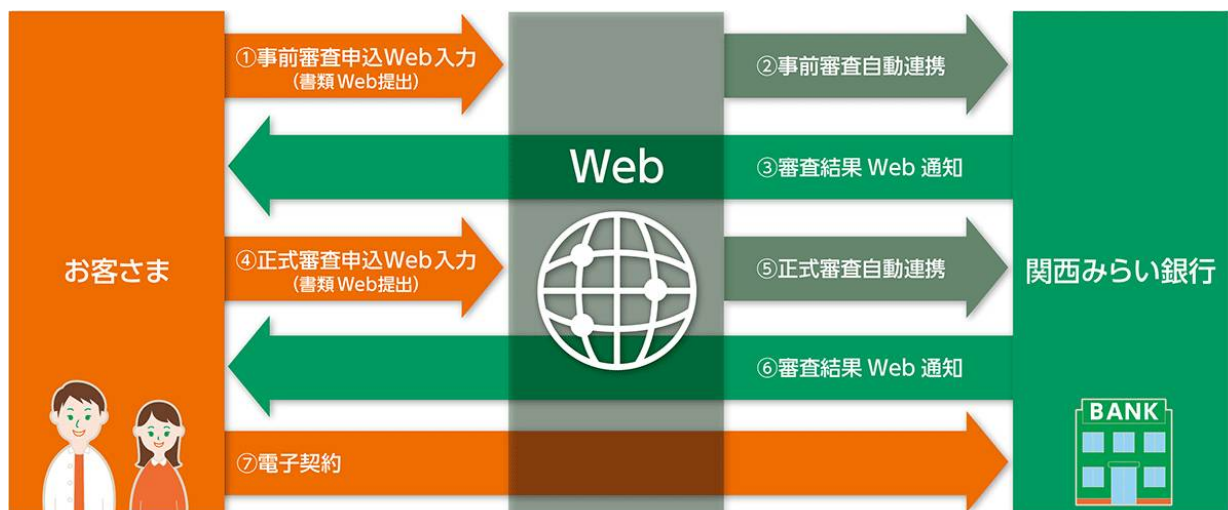 ①事前審査申込Web入力
(書類Web提出)
②事前審査自動連携
Web
③審査結果 Web 通知
お客さま
④正式審査申込Web入力
(書類Web提出)
⑤正式審査自動連携
関西みらい銀行
⑥審査結果 Web 通知
BANK
⑦電子契約